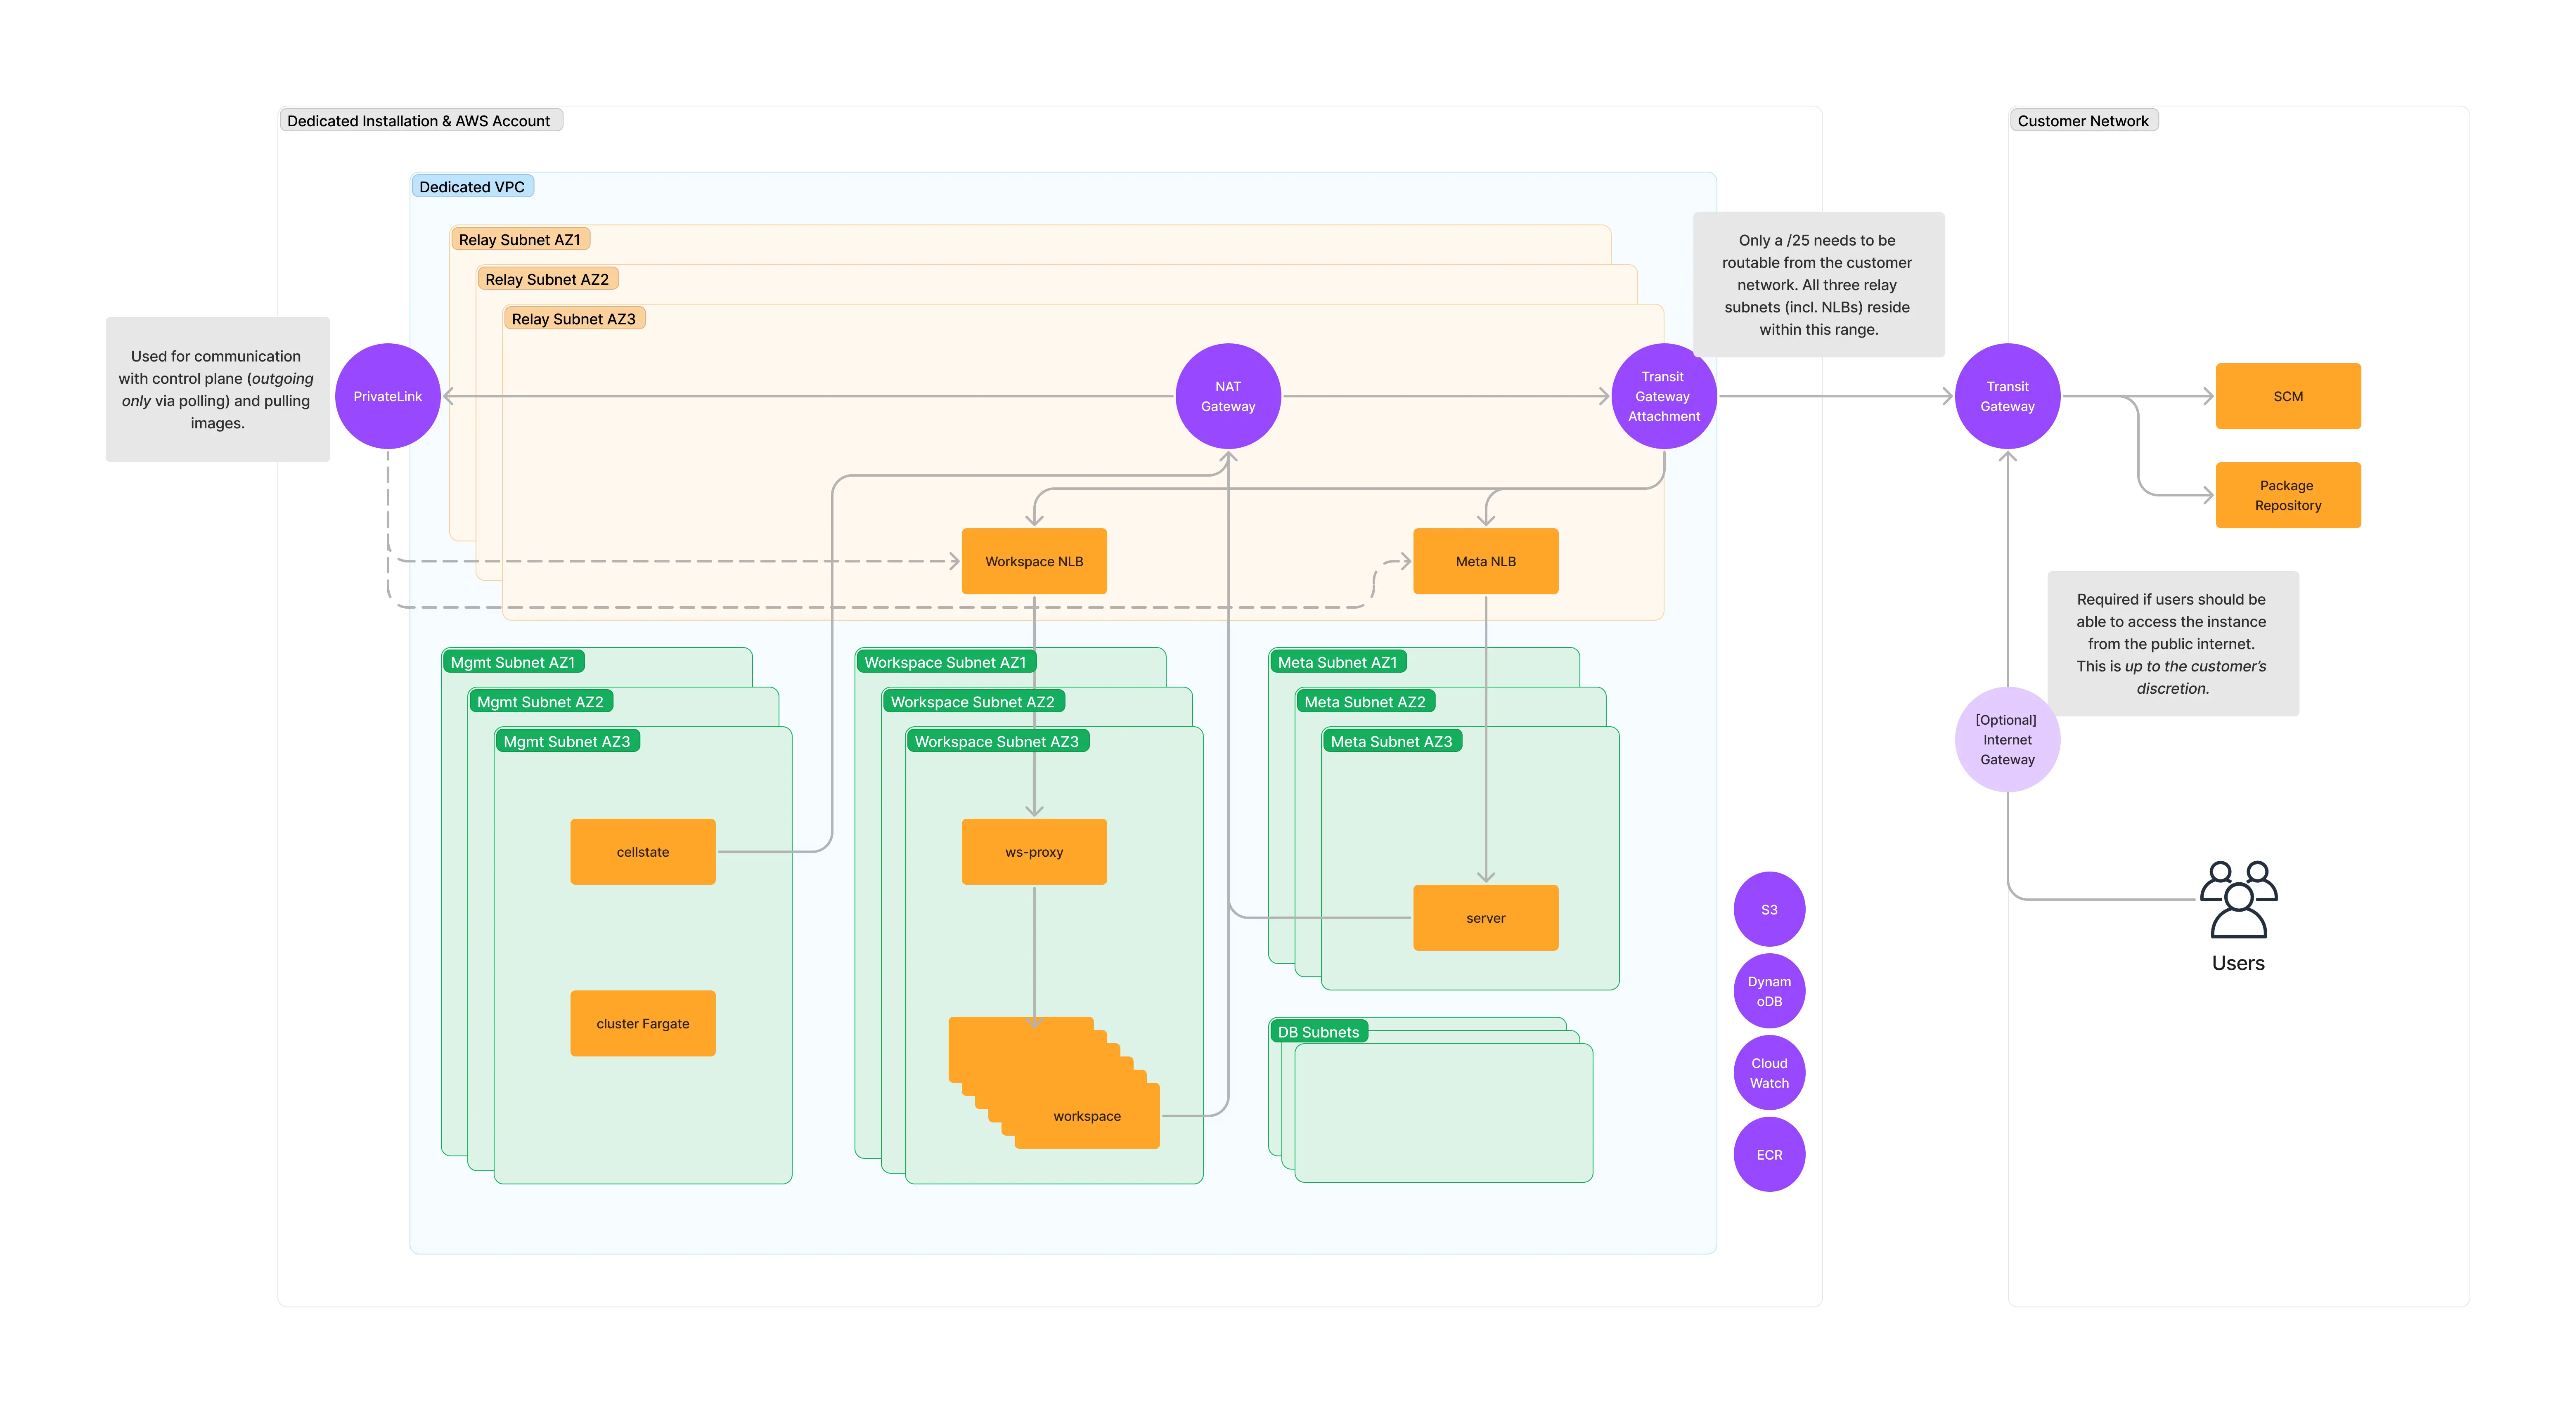 Dedicated Installation & AWS Account
Customer Network
Dedicated VPC
Relay Subnet AZ1
Relay Subnet AZ2
Relay Subnet AZ3
Only a /25 needs to be
routable from the customer
network. All three relay
subnets (incl. NLBs) reside
within this range.
Used for communication
with control plane (outgoing
only via polling) and pulling
images.
PrivateLink
NAT
Gateway
Transit
Gateway
Attachment
Transit
Gateway
SCM
Package
Repository
Workspace NLB
Meta NLB
Required if users should be
able to access the instance
from the public internet.
This is up to the customer’s
discretion.
[Optional]
Internet
Gateway
Mgmt Subnet AZ1
Mgmt Subnet AZ2
Mgmt Subnet AZ3
cellstate
cluster Fargate
Workspace Subnet AZ1
Workspace Subnet AZ2
Workspace Subnet AZ3
ws-proxy
workspace
Meta Subnet AZ1
Meta Subnet AZ2
Meta Subnet AZ3
server
DB Subnets
S3
Dynam
oDB
Cloud
Watch
ECR
Users